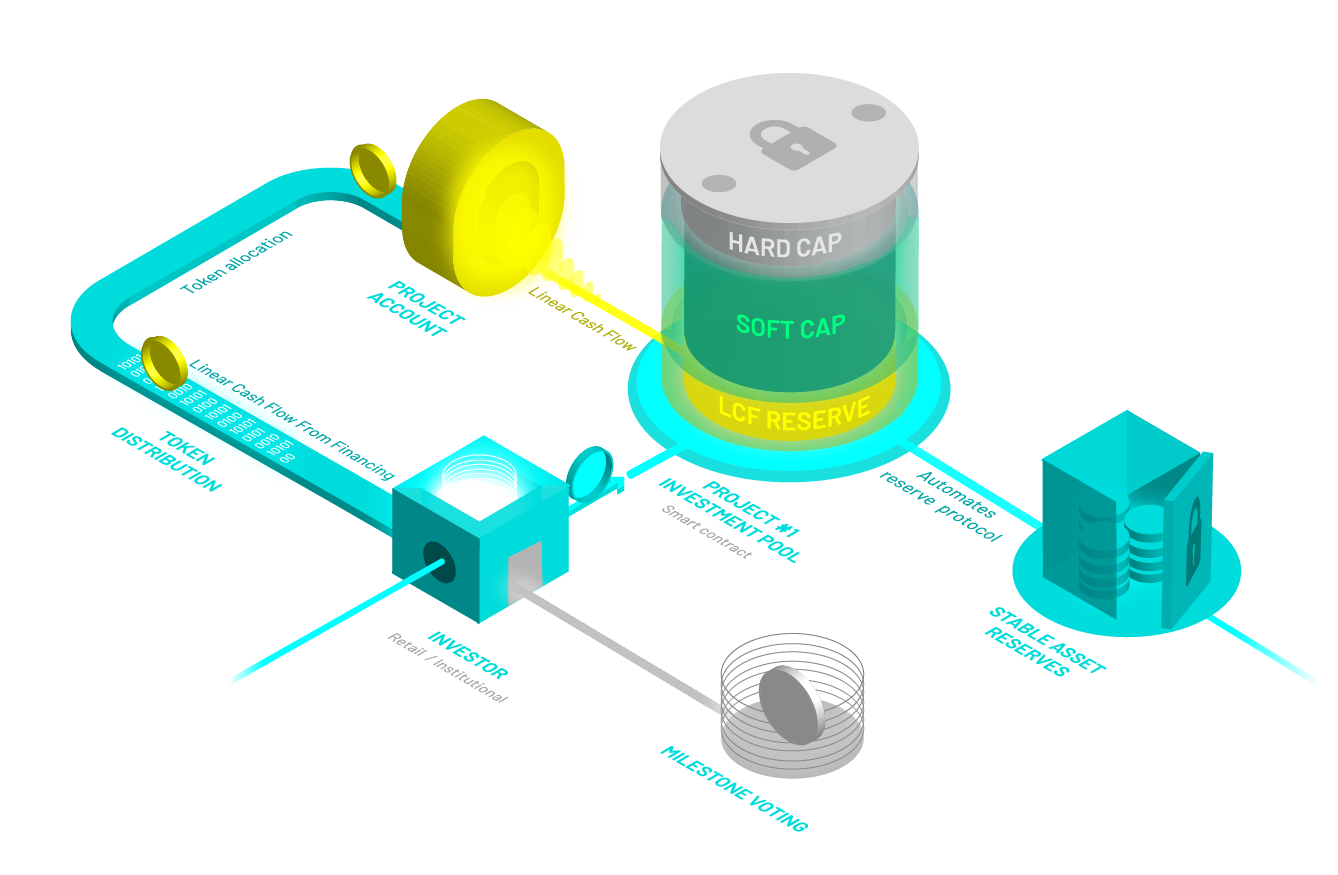 HARD CAP
SOFT CAP
LCF RESERVE
Token allocation
PROJECT
ACCOUNT
Linear Cash Flow
Linear Cash Flow From Financing
TOKEN
DISTRIBUTION
PROJECT #1
INVESTMENT POOL
Smart contract
Automates
reserve protocol
STABLE ASSET
RESERVES
INVESTOR
Retail / Institutional
MILESTONE VOTING